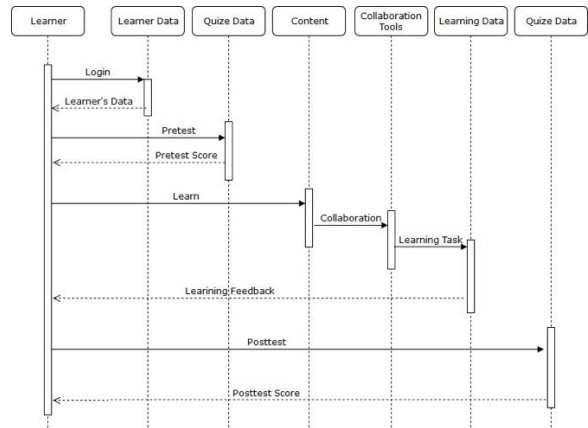 Learner
Learner Data
Quize Data
Content
Collaboration
Tools
Learning Data
Quize Data
Login
Learner's Data
Pretest
Pretest Score
Learn
Collaboration
Learning Task
Learining Feedback
Posttest
Posttest Score